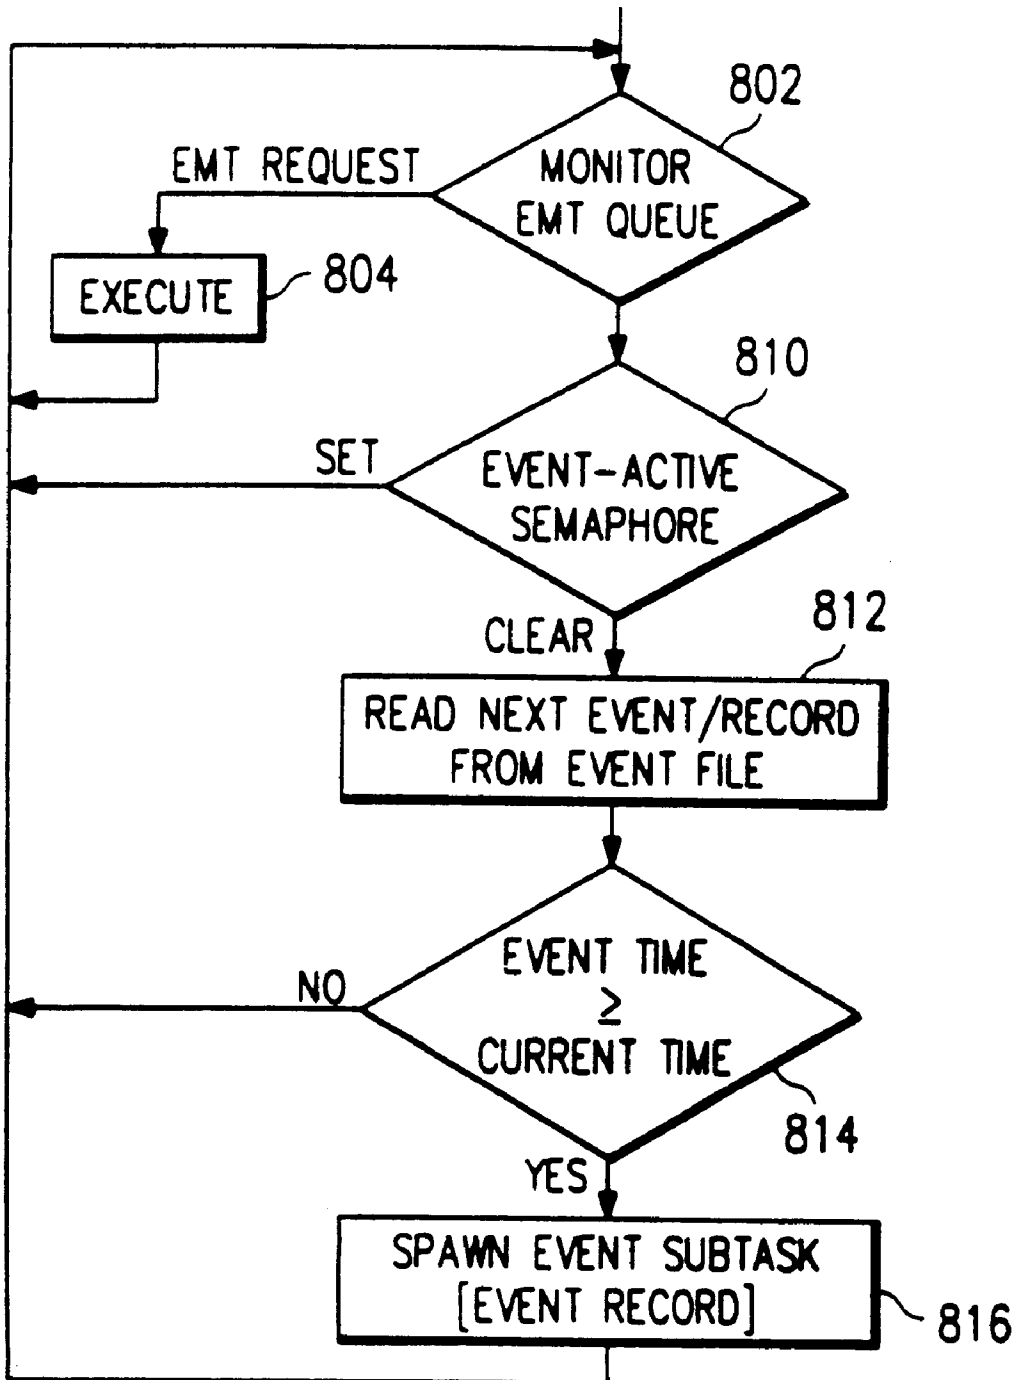 802
EMT REQUEST
MONITOR
EMT QUEUE
EXECUTE
804
810
SET
EVENT-ACTIVE
SEMAPHORE
CLEAR
812
READ NEXT EVENT/RECORD
FROM EVENT FILE
EVENT TIME
≥
CURRENT TIME
NO
814
YES
SPAWN EVENT SUBTASK
[EVENT RECORD]
816